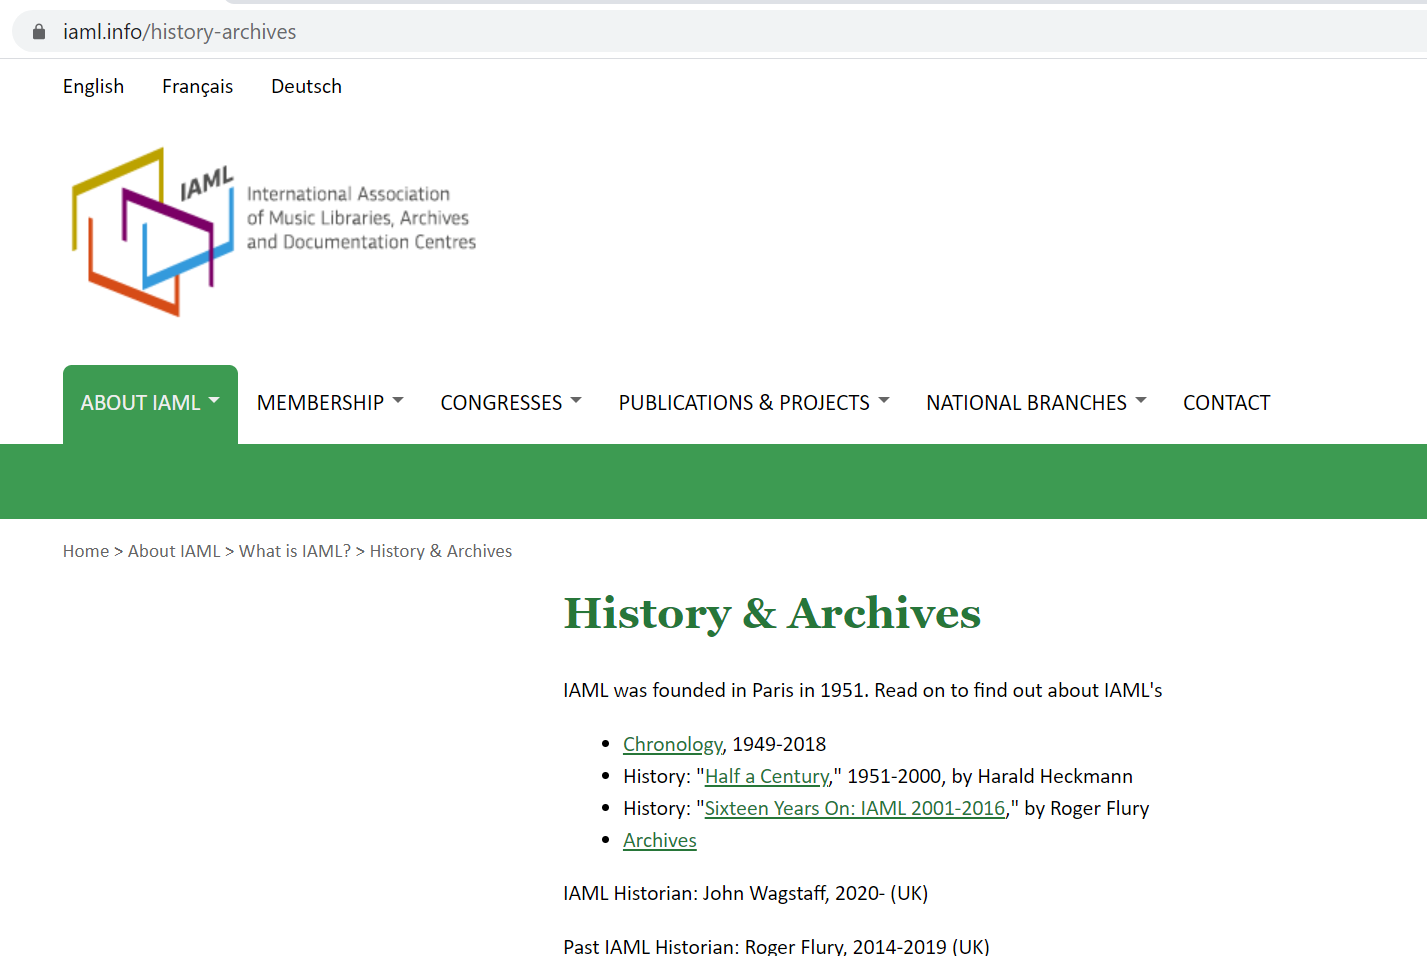 iaml.info/history-archives
English Français Deutsch
IAML
International Association
of Music Libraries, Archives
and Documentation Centres
ABOUT IAML MEMBERSHIP CONGRESSES PUBLICATIONS & PROJECTS NATIONAL BRANCHES CONTACT
Home > About IAML > What is IAML? > History & Archives
History & Archives
IAML was founded in Paris in 1951. Read on to find out about IAML's
• Chronology, 1949-2018
• History: "Half a Century," 1951-2000, by Harald Heckmann
• History: "Sixteen Years On: IAML 2001-2016," by Roger Flury
• Archives
IAML Historian: John Wagstaff, 2020- (UK)
Past IAML Historian: Roger Flury, 2014-2019 (UK)